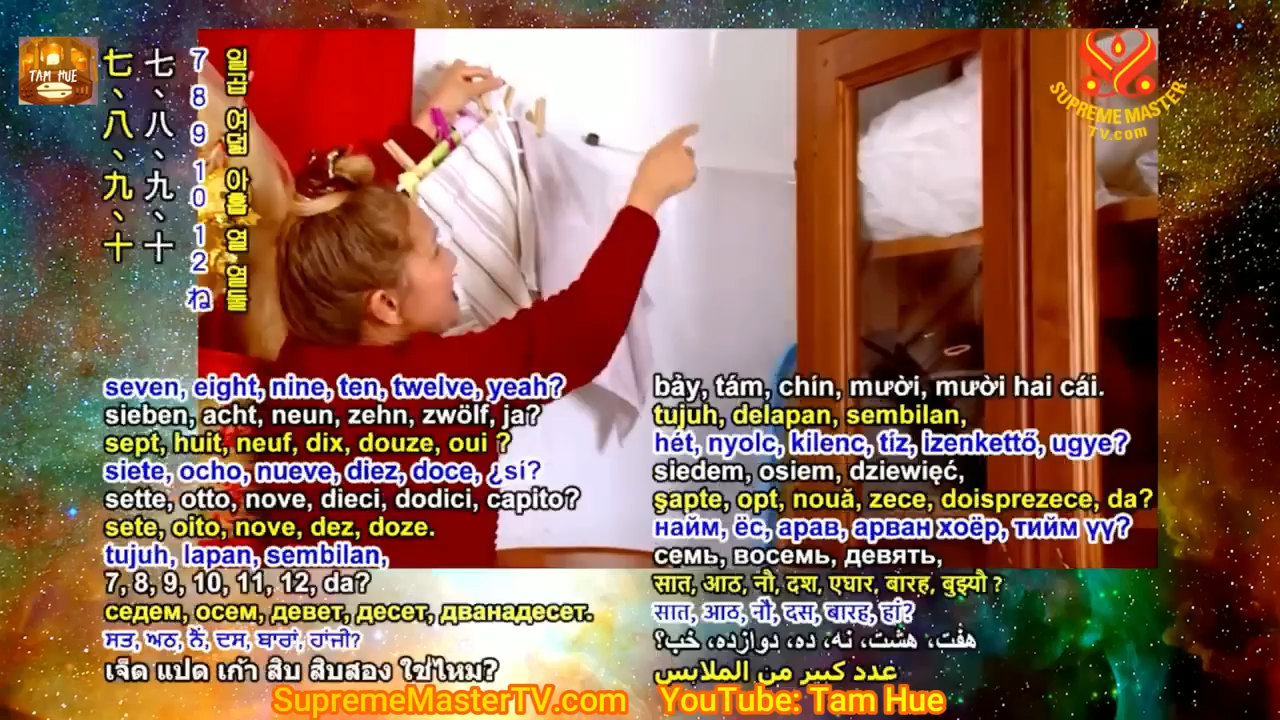 TAM HUE
七、八、九、十
七、八、九、十
7 8 9 10 12 ね
일곱 여덟 아홉 열 열둘
SUPREME MASTER
TV.com
seven, eight, nine, ten, twelve, yeah?
sieben, acht, neun, zehn, zwölf, ja?
sept, huit, neuf, dix, douze, oui ?
siete, ocho, nueve, diez, doce, ¿sí?
sette, otto, nove, dieci, dodici, capito?
sete, oito, nove, dez, doze.
tujuh, lapan, sembilan,
7, 8, 9, 10, 11, 12, da?
седем, осем, девет, десет, дванадесет.
ਸਤ, ਅਠ, ਨੌਂ, ਦਸ, ਬਾਰਾਂ, ਹਾਂਜੀ?
เจ็ด แปด เก้า สิบ สิบสอง ใช่ไหม?
bảy, tám, chín, mười, mười hai cái.
tujuh, delapan, sembilan,
hét, nyolc, kilenc, tíz, izenkettő, ugye?
siedem, osiem, dziewięć,
şapte, opt, nouă, zece, doisprezece, da?
найм, ёс, арав, арван хоёр, тийм үү?
семь, восемь, девять,
सात, आठ, नौ, दश, एघार, बारह, बुझ्यौ ?
सात, आठ, नौ, दस, बारह, हां?
هفت، هشت، نه، ده، دوازده، خب؟
عدد كبير من الملابس
SupremeMasterTV.com YouTube: Tam Hue